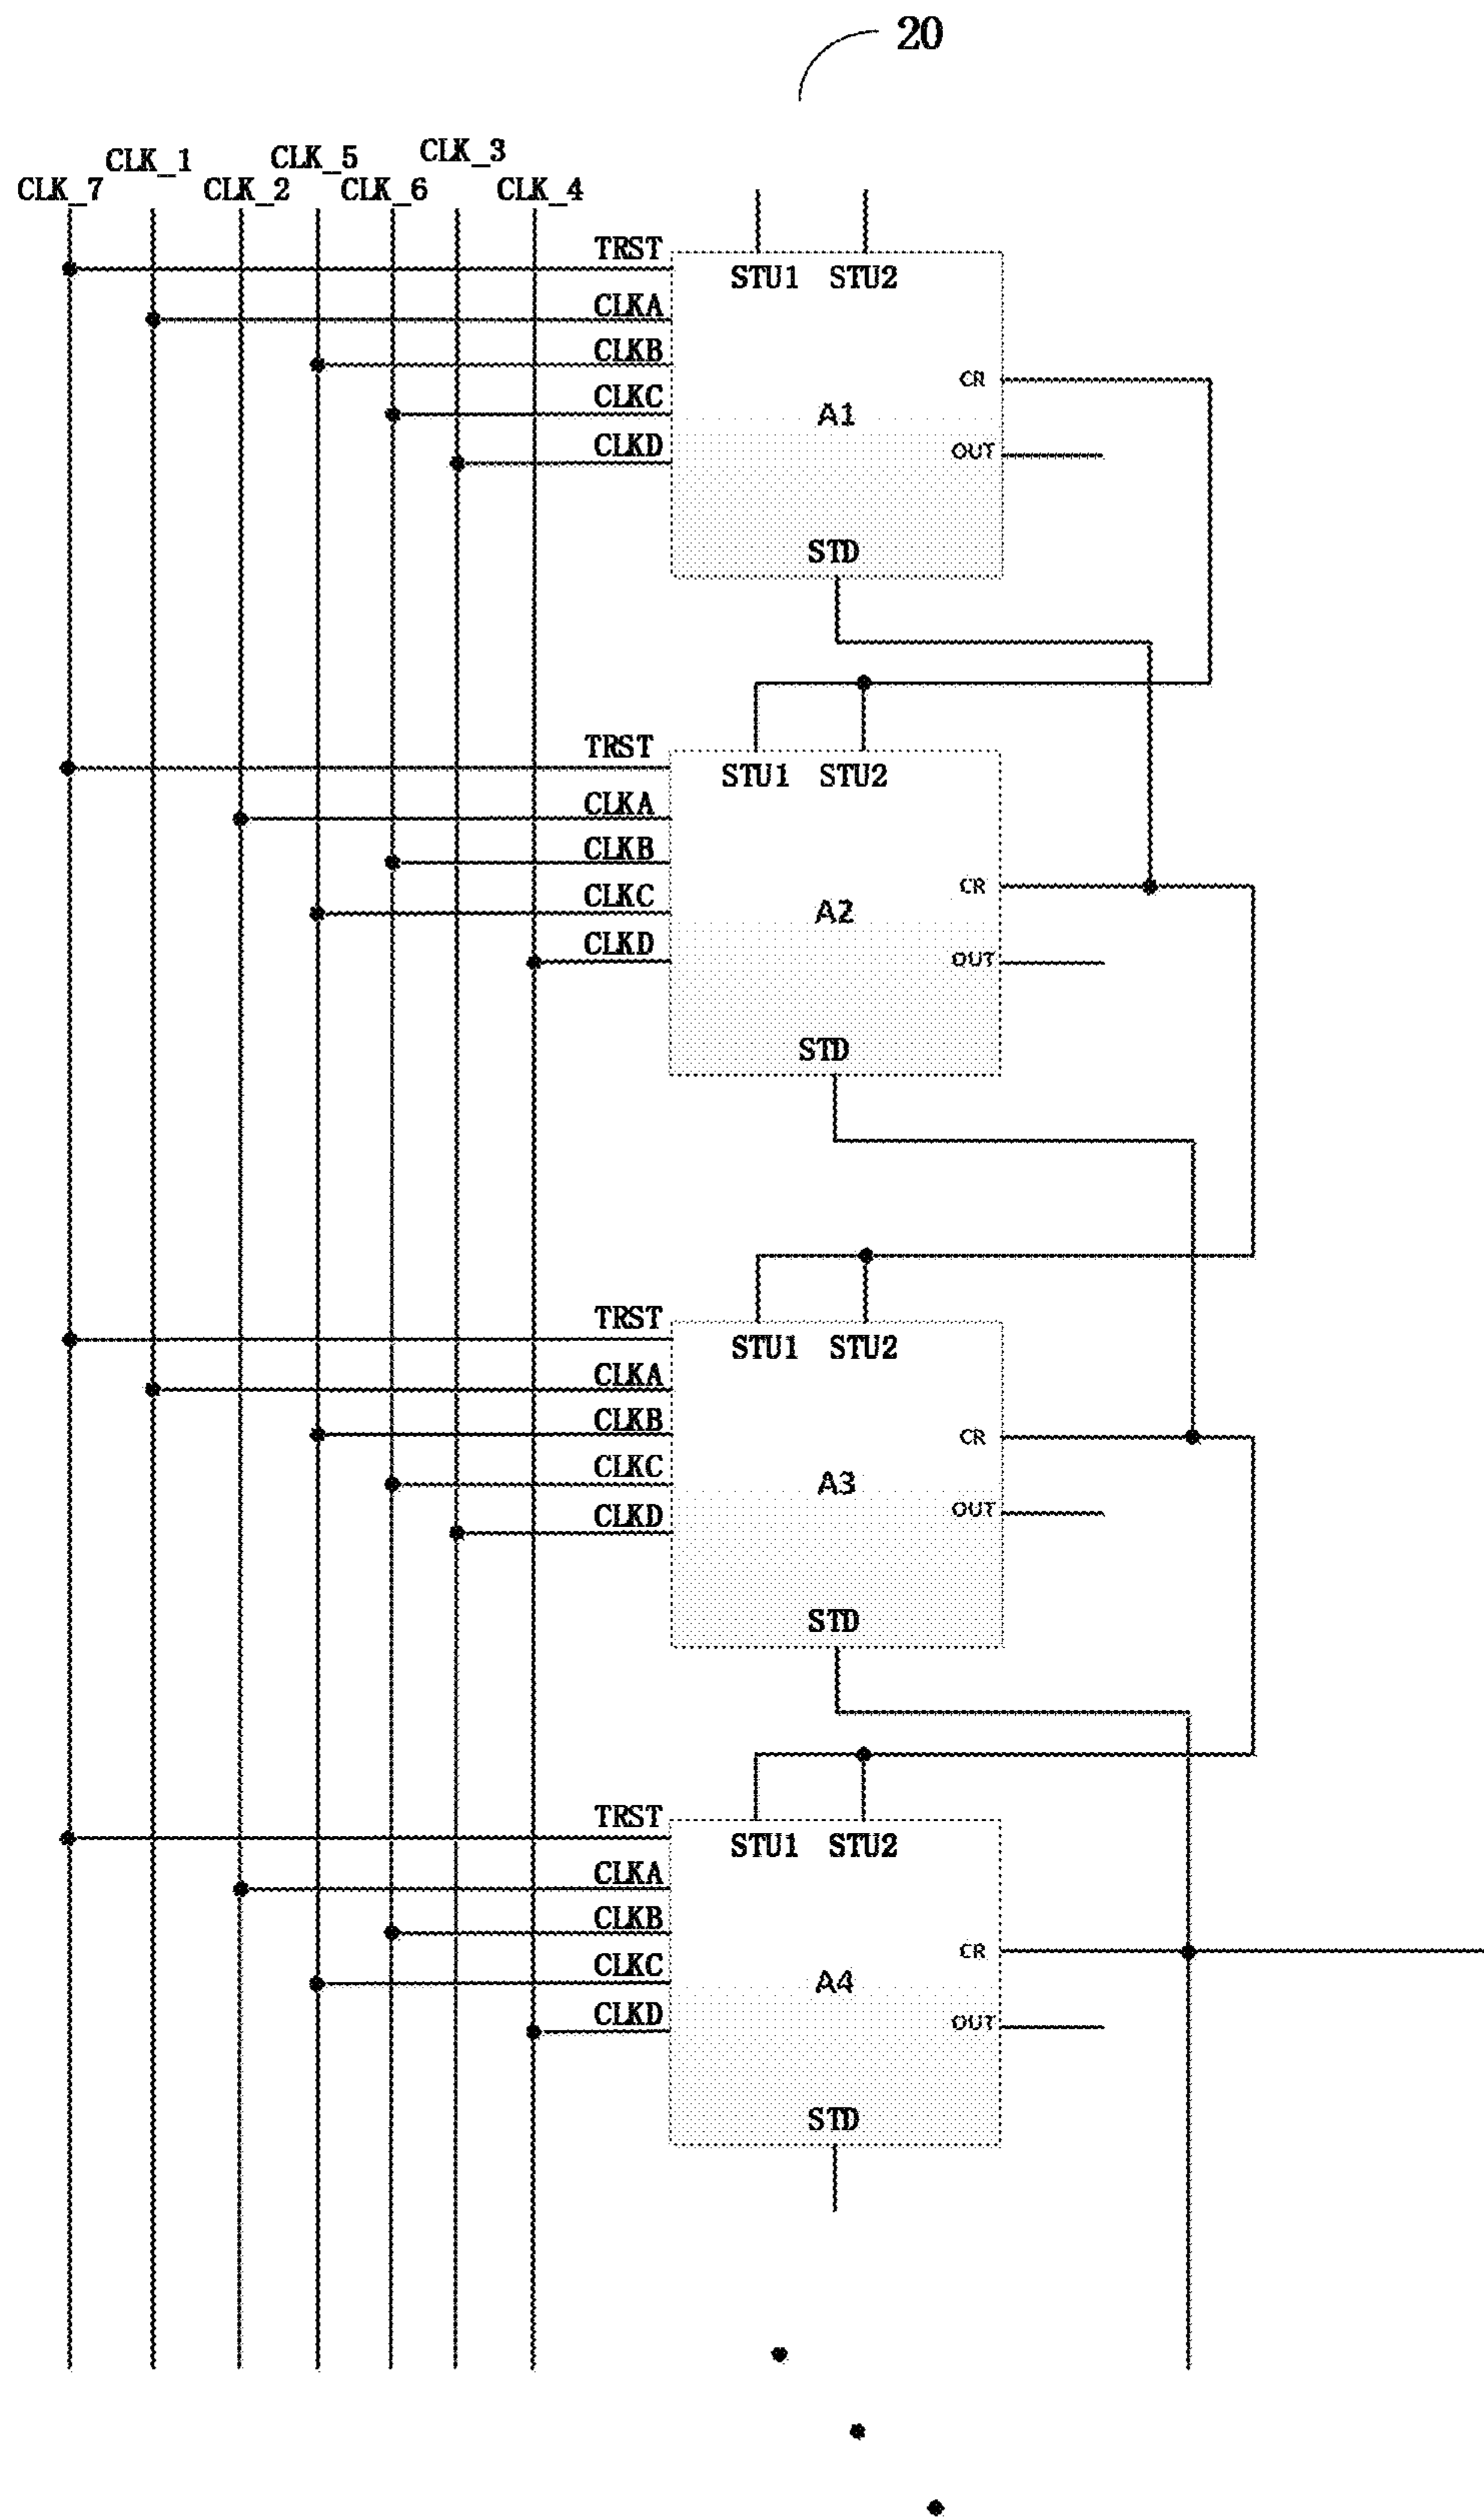 20
CLK_7 CLK_1 CLK_2 CLK_5 CLK_6 CLK_3 CLK_4
TRST
STU1 STU2
CLKA
CLKB
CR
CLKC
A1
CLKD
OUT
STD
TRST
STU1 STU2
CLKA
CLKB
CR
CLKC
A2
CLKD
OUT
STD
TRST
STU1 STU2
CLKA
CLKB
CR
CLKC
A3
CLKD
OUT
STD
TRST
STU1 STU2
CLKA
CLKB
CR
CLKC
A4
CLKD
OUT
STD